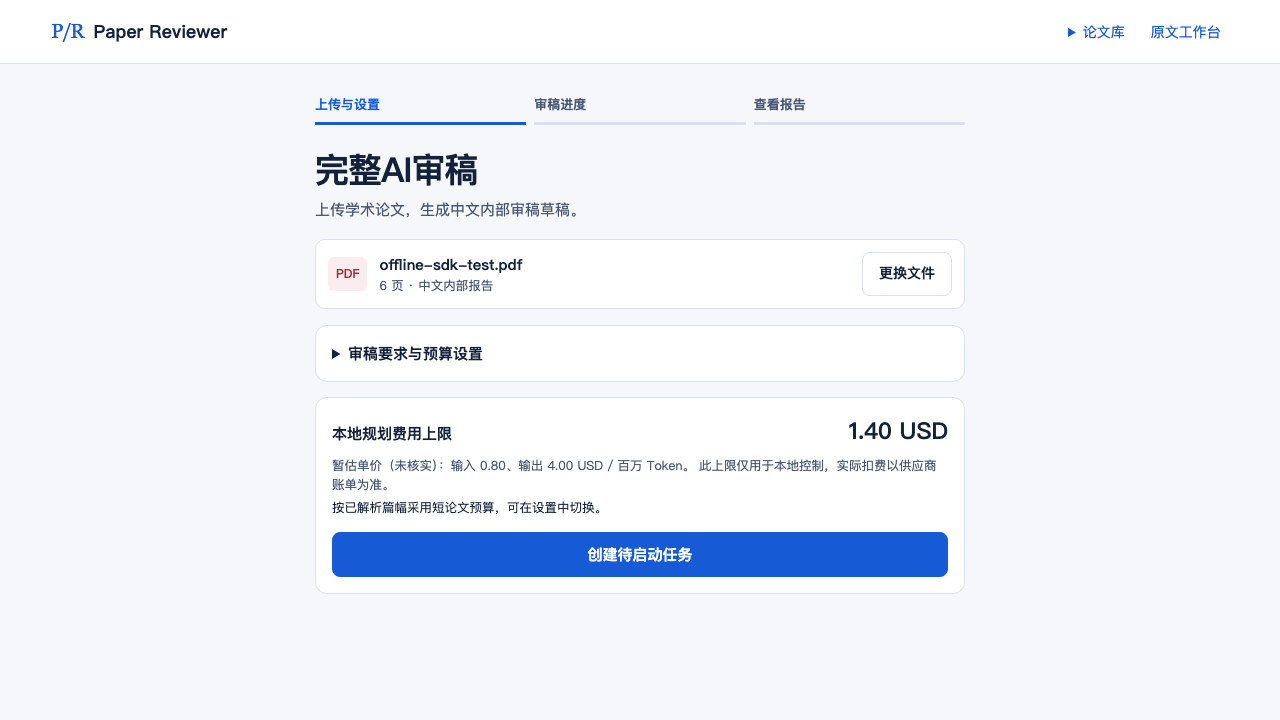 P/R Paper Reviewer
▶ 论文库 原文工作台
上传与设置 审稿进度 查看报告
完整AI审稿
上传学术论文，生成中文内部审稿草稿。
PDF
offline-sdk-test.pdf
6 页 · 中文内部报告
更换文件
▶ 审稿要求与预算设置
本地规划费用上限 1.40 USD
暂估单价（未核实）：输入 0.80、输出 4.00 USD / 百万 Token。 此上限仅用于本地控制，实际扣费以供应商
账单为准。
按已解析篇幅采用短论文预算，可在设置中切换。
创建待启动任务